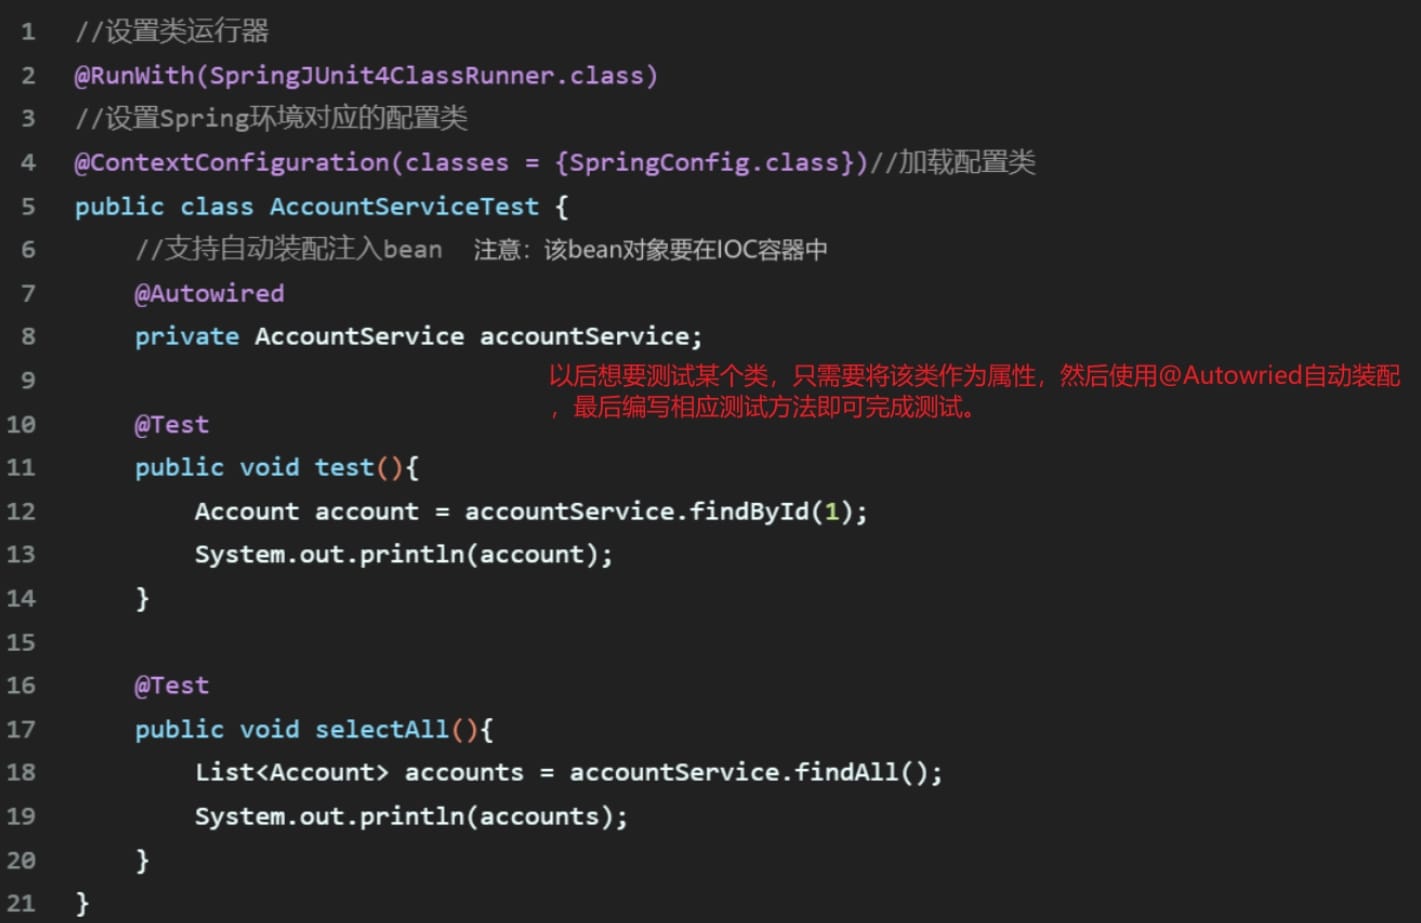 1 //设置类运行器
2 @RunWith(SpringJUnit4ClassRunner.class)
3 //设置Spring环境对应的配置类
4 @ContextConfiguration(classes = {SpringConfig.class})//加载配置类
5 public class AccountServiceTest {
6 //支持自动装配注入bean 注意：该bean对象要在IOC容器中
7 @Autowired
8 private AccountService accountService;
9 以后想要测试某个类，只需要将该类作为属性，然后使用@Autowried自动装配
，最后编写相应测试方法即可完成测试。
10 @Test
11 public void test(){
12 Account account = accountService.findById(1);
13 System.out.println(account);
14 }
15
16 @Test
17 public void selectAll(){
18 List<Account> accounts = accountService.findAll();
19 System.out.println(accounts);
20 }
21 }